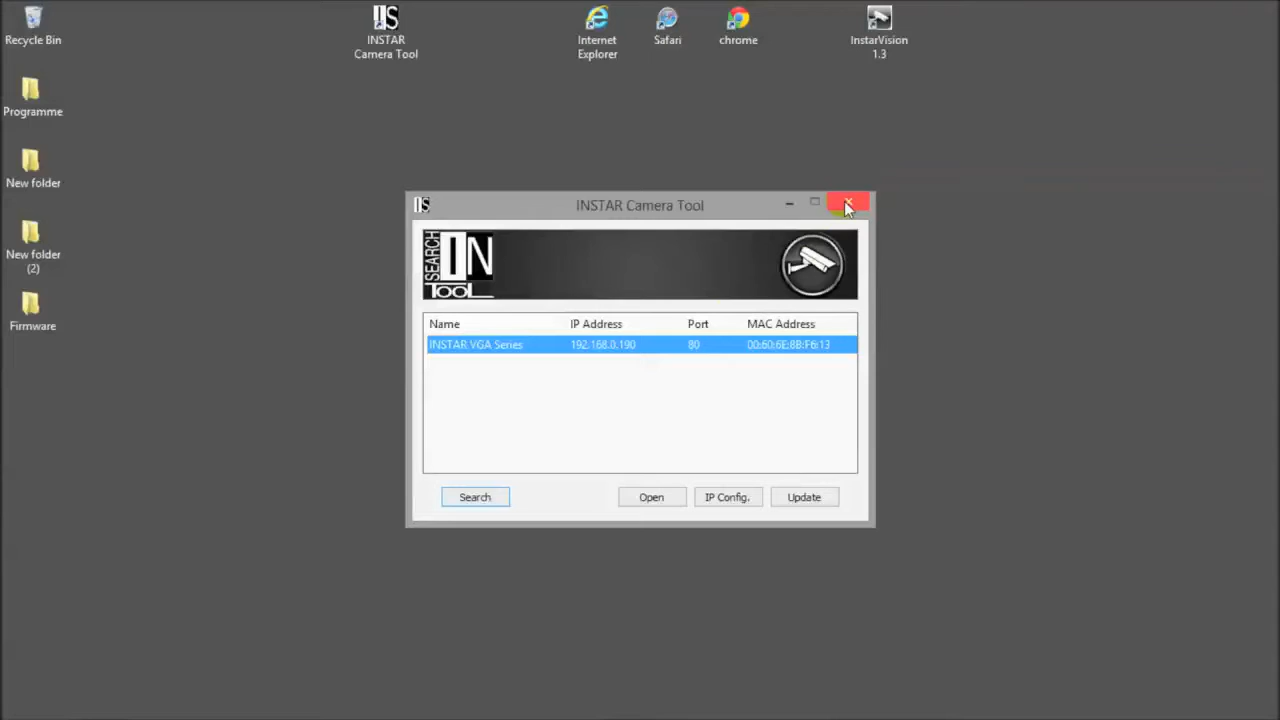 Recycle Bin
INSTAR
Camera Tool
Internet
Explorer
Safari
chrome
InstarVision
1.3
Programme
New folder
New folder
(2)
Firmware
IS
INSTAR Camera Tool
SEARCH
IN
TOOL
Name IP Address Port MAC Address
INSTAR VGA Series 192.168.0.190 80 00:60:6E:8B:F6:13
Search Open IP Config. Update